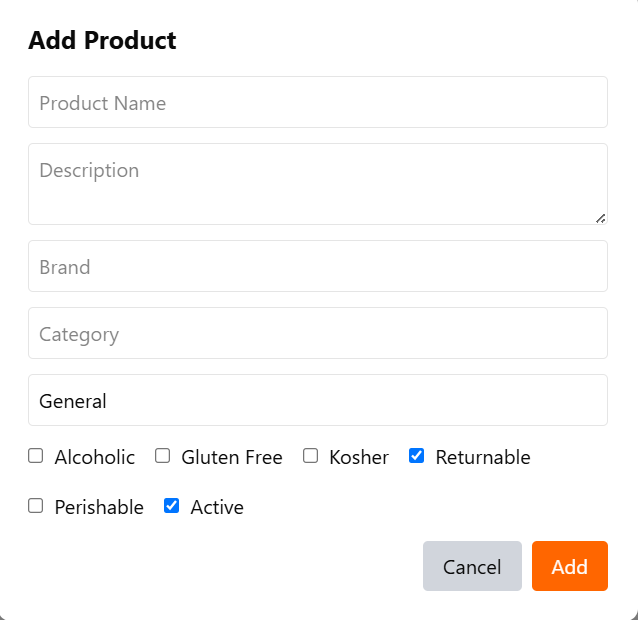 Add Product
Product Name
Description
Brand
Category
General
Alcoholic Gluten Free Kosher Returnable
Perishable Active
Cancel Add